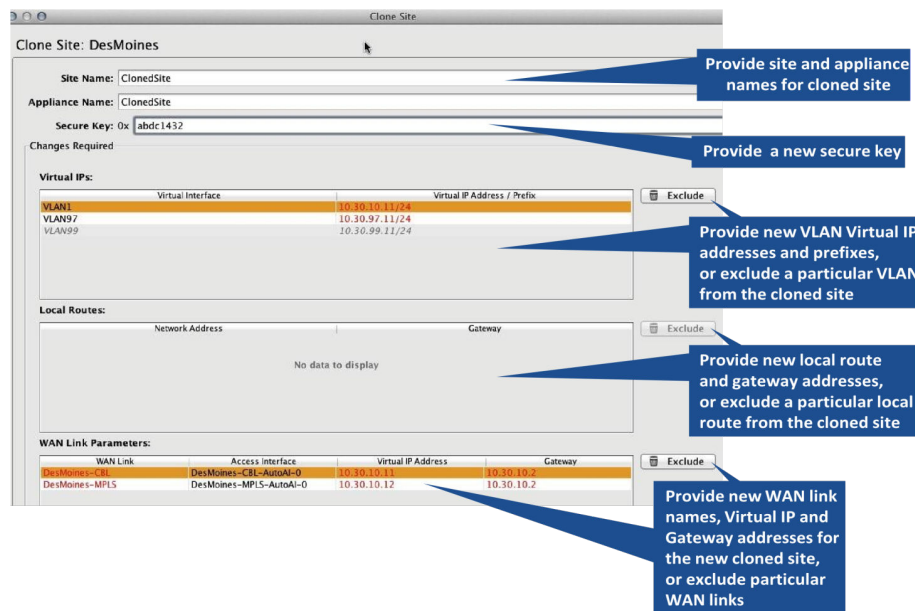 Clone Site
Clone Site: DesMoines
Site Name: ClonedSite
Appliance Name: ClonedSite
Secure Key: 0x abdc1432
Changes Required
Virtual IPs:
Virtual Interface Virtual IP Address / Prefix
VLAN1 10.30.10.11/24
VLAN97 10.30.97.11/24
VLAN99 10.30.99.11/24
Exclude
Local Routes:
Network Address Gateway
No data to display
Exclude
WAN Link Parameters:
WAN Link Access Interface Virtual IP Address Gateway
DesMoines-CBL DesMoines-CBL-AutoAI-0 10.30.10.11 10.30.10.2
DesMoines-MPLS DesMoines-MPLS-AutoAI-0 10.30.10.12 10.30.10.2
Exclude
Provide site and appliance
names for cloned site
Provide a new secure key
Provide new VLAN Virtual IP
addresses and prefixes,
or exclude a particular VLAN
from the cloned site
Provide new local route
and gateway addresses,
or exclude a particular local
route from the cloned site
Provide new WAN link
names, Virtual IP and
Gateway addresses for
the new cloned site,
or exclude particular
WAN links